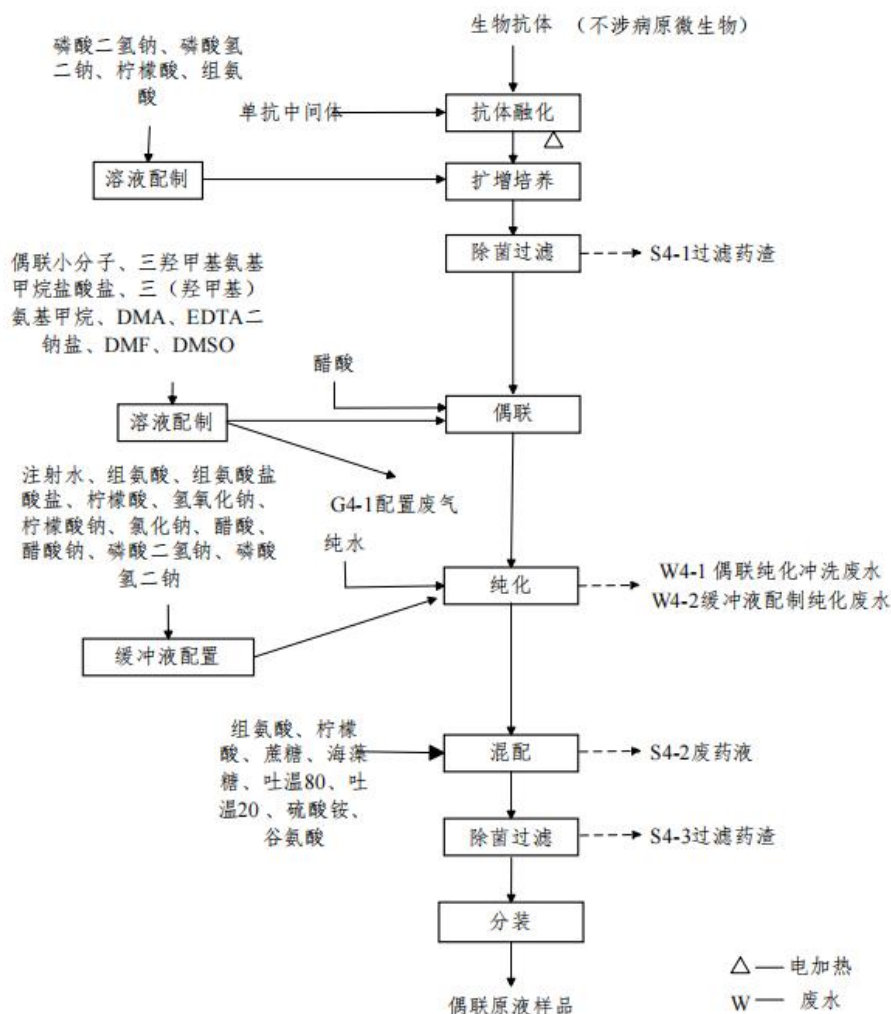 生物抗体 （不涉病原微生物）
磷酸二氢钠、磷酸氢
二钠、柠檬酸、组氨
酸
单抗中间体
抗体融化
溶液配制
扩增培养
除菌过滤
S4-1过滤药渣
偶联小分子、三羟甲基氨基
甲烷盐酸盐、三（羟甲基）
氨基甲烷、DMA、EDTA二
钠盐、DMF、DMSO
醋酸
溶液配制
偶联
G4-1配置废气
注射水、组氨酸、组氨酸盐
酸盐、柠檬酸、氢氧化钠、
柠檬酸钠、氯化钠、醋酸、
醋酸钠、磷酸二氢钠、磷酸
氢二钠
纯水
纯化
W4-1 偶联纯化冲洗废水
W4-2缓冲液配制纯化废水
缓冲液配置
组氨酸、柠檬
酸、蔗糖、海藻
糖、吐温80、吐
温20 、硫酸铵、
谷氨酸
混配
S4-2废药液
除菌过滤
S4-3过滤药渣
分装
偶联原液样品
△ — 电加热
W — 废水